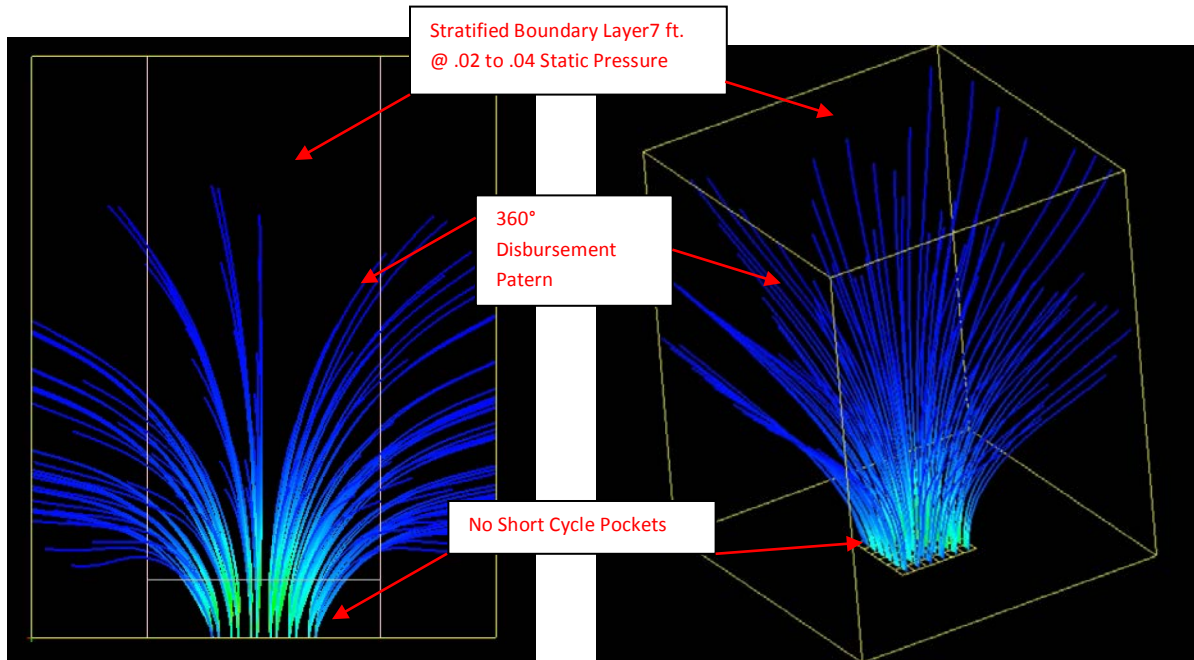 Stratified Boundary Layer7 ft.
@ .02 to .04 Static Pressure
360°
Disbursement
Patern
No Short Cycle Pockets